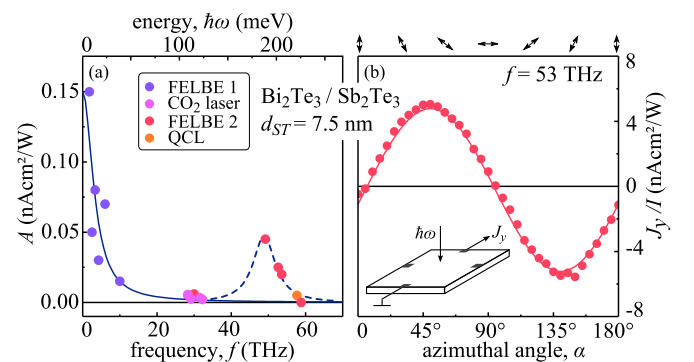 energy, ħω (meV)
0 100 200
(a)
FELBE 1
CO₂ laser
FELBE 2
QCL
Bi₂Te₃ / Sb₂Te₃
d_ST = 7.5 nm
A (nAcm²/W)
0.15
0.10
0.05
0.00
0 20 40 60
frequency, f (THz)
(b)
f = 53 THz
ħω
J_y
J_y /I (nAcm²/W)
8
4
0
-4
-8
0 45° 90° 135° 180°
azimuthal angle, α